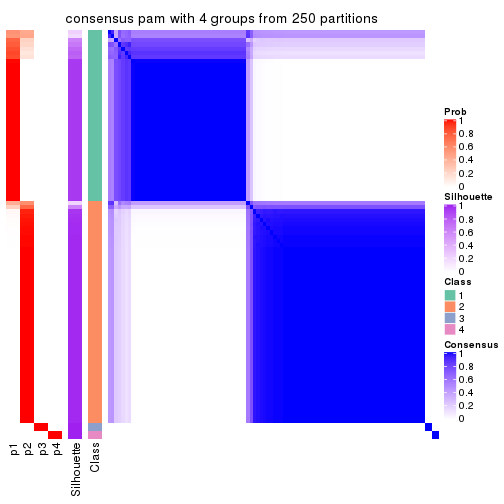 consensus pam with 4 groups from 250 partitions
Prob
1
0.8
0.6
0.4
0.2
0
Silhouette
1
0.8
0.6
0.4
0.2
0
Class
1
2
3
4
Consensus
1
0.8
0.6
0.4
0.2
0
p1
p2
p3
p4
Silhouette
Class